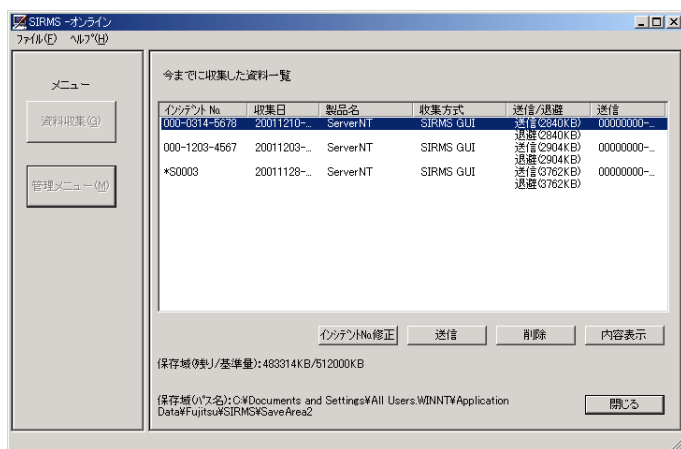 SIRMS -オンライン
ファイル(F) ヘルプ(H)
メニュー
資料収集(G)
管理メニュー(M)
今までに収集した資料一覧
インシデント No. 収集日 製品名 収集方式 送信/退避 送信
000-0314-5678 20011210-... ServerNT SIRMS GUI 送信(2840KB) 00000000-...
退避(2840KB)
000-1203-4567 20011203-... ServerNT SIRMS GUI 送信(2904KB) 00000000-...
退避(2904KB)
*S0003 20011128-... ServerNT SIRMS GUI 送信(3762KB) 00000000-...
退避(3762KB)
インシデントNo.修正 送信 削除 内容表示
保存域(残り/基準量):483314KB/512000KB
保存域(パス名):C:¥Documents and Settings¥All Users.WINNT¥Application
Data¥Fujitsu¥SIRMS¥SaveArea2
閉じる